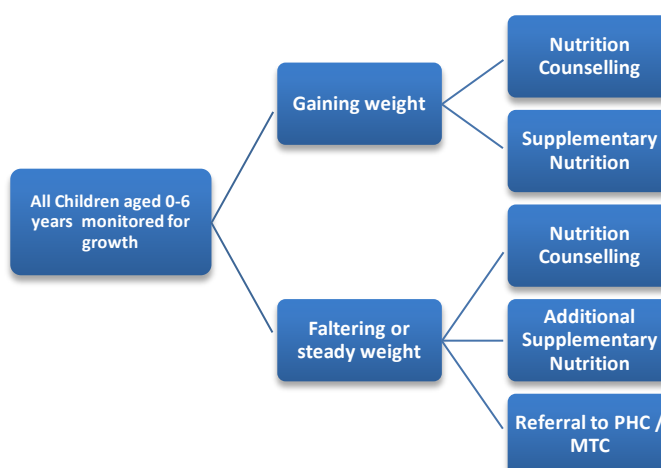 All Children aged 0-6
years monitored for
growth
Gaining weight
Nutrition
Counselling
Supplementary
Nutrition
Faltering or
steady weight
Nutrition
Counselling
Additional
Supplementary
Nutrition
Referral to PHC /
MTC